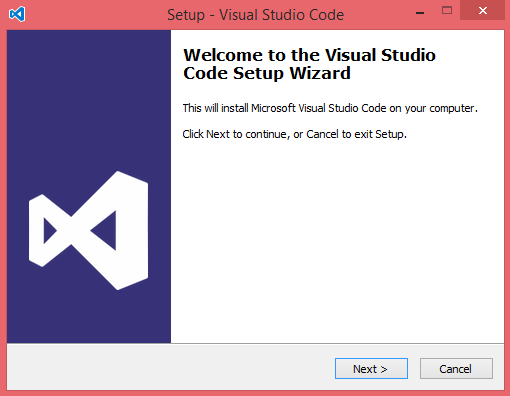 Setup - Visual Studio Code
Welcome to the Visual Studio
Code Setup Wizard
This will install Microsoft Visual Studio Code on your computer.
Click Next to continue, or Cancel to exit Setup.
Next >
Cancel